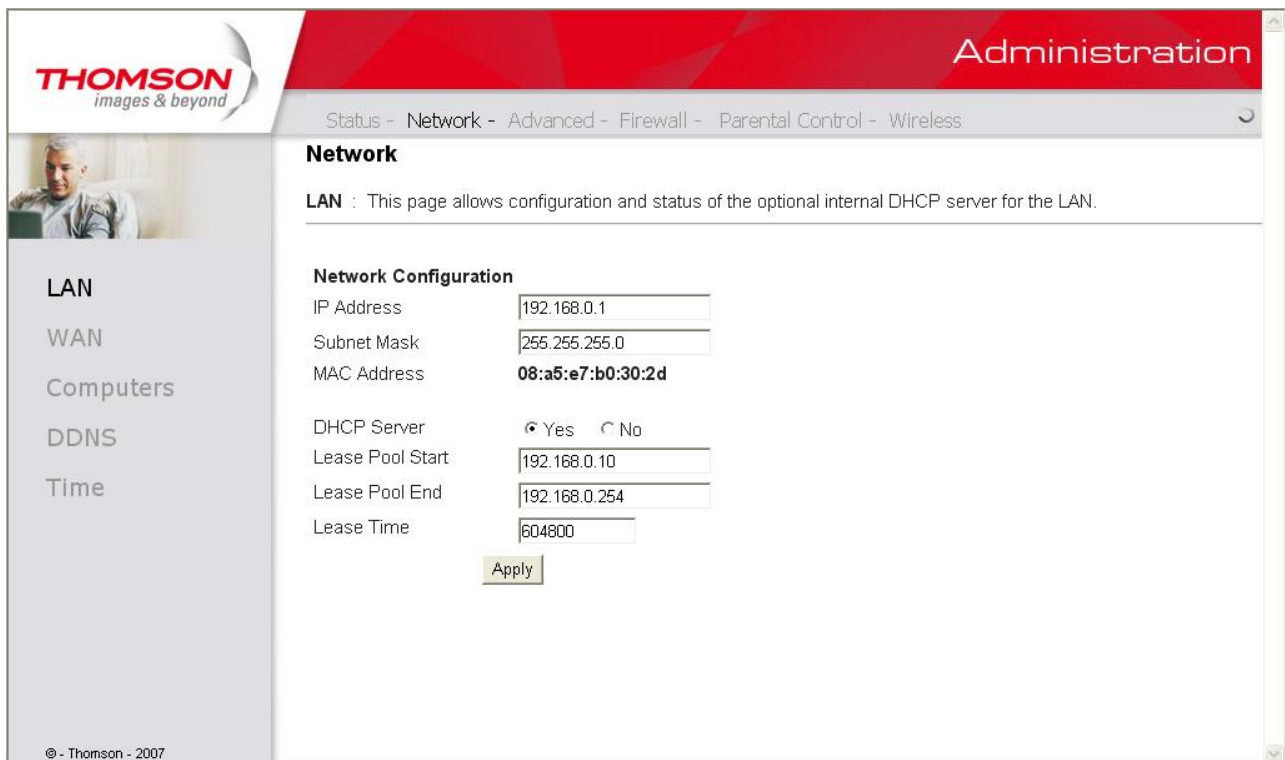 THOMSON
images & beyond
Administration
Status - Network - Advanced - Firewall - Parental Control - Wireless
Network
LAN : This page allows configuration and status of the optional internal DHCP server for the LAN.
LAN
WAN
Computers
DDNS
Time
Network Configuration
IP Address 192.168.0.1
Subnet Mask 255.255.255.0
MAC Address 08:a5:e7:b0:30:2d
DHCP Server Yes No
Lease Pool Start 192.168.0.10
Lease Pool End 192.168.0.254
Lease Time 604800
Apply
© - Thomson - 2007